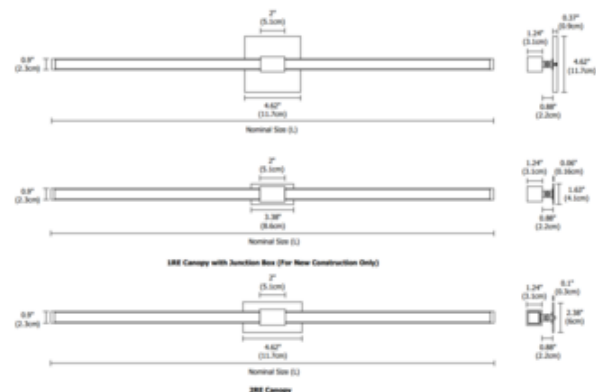 2"
(5.1cm)
0.9"
(2.3cm)
4.62"
(11.7cm)
Nominal Size (L)
1.24"
(3.1cm)
0.37"
(0.9cm)
4.62"
(11.7cm)
0.88"
(2.2cm)
2"
(5.1cm)
0.9"
(2.3cm)
3.38"
(8.6cm)
Nominal Size (L)
1.24"
(3.1cm)
0.06"
(0.16cm)
1.62"
(4.1cm)
0.88"
(2.2cm)
1RE Canopy with Junction Box (For New Construction Only)
2"
(5.1cm)
0.9"
(2.3cm)
4.62"
(11.7cm)
Nominal Size (L)
1.24"
(3.1cm)
0.1"
(0.3cm)
2.38"
(6cm)
0.88"
(2.2cm)
2RE Canopy